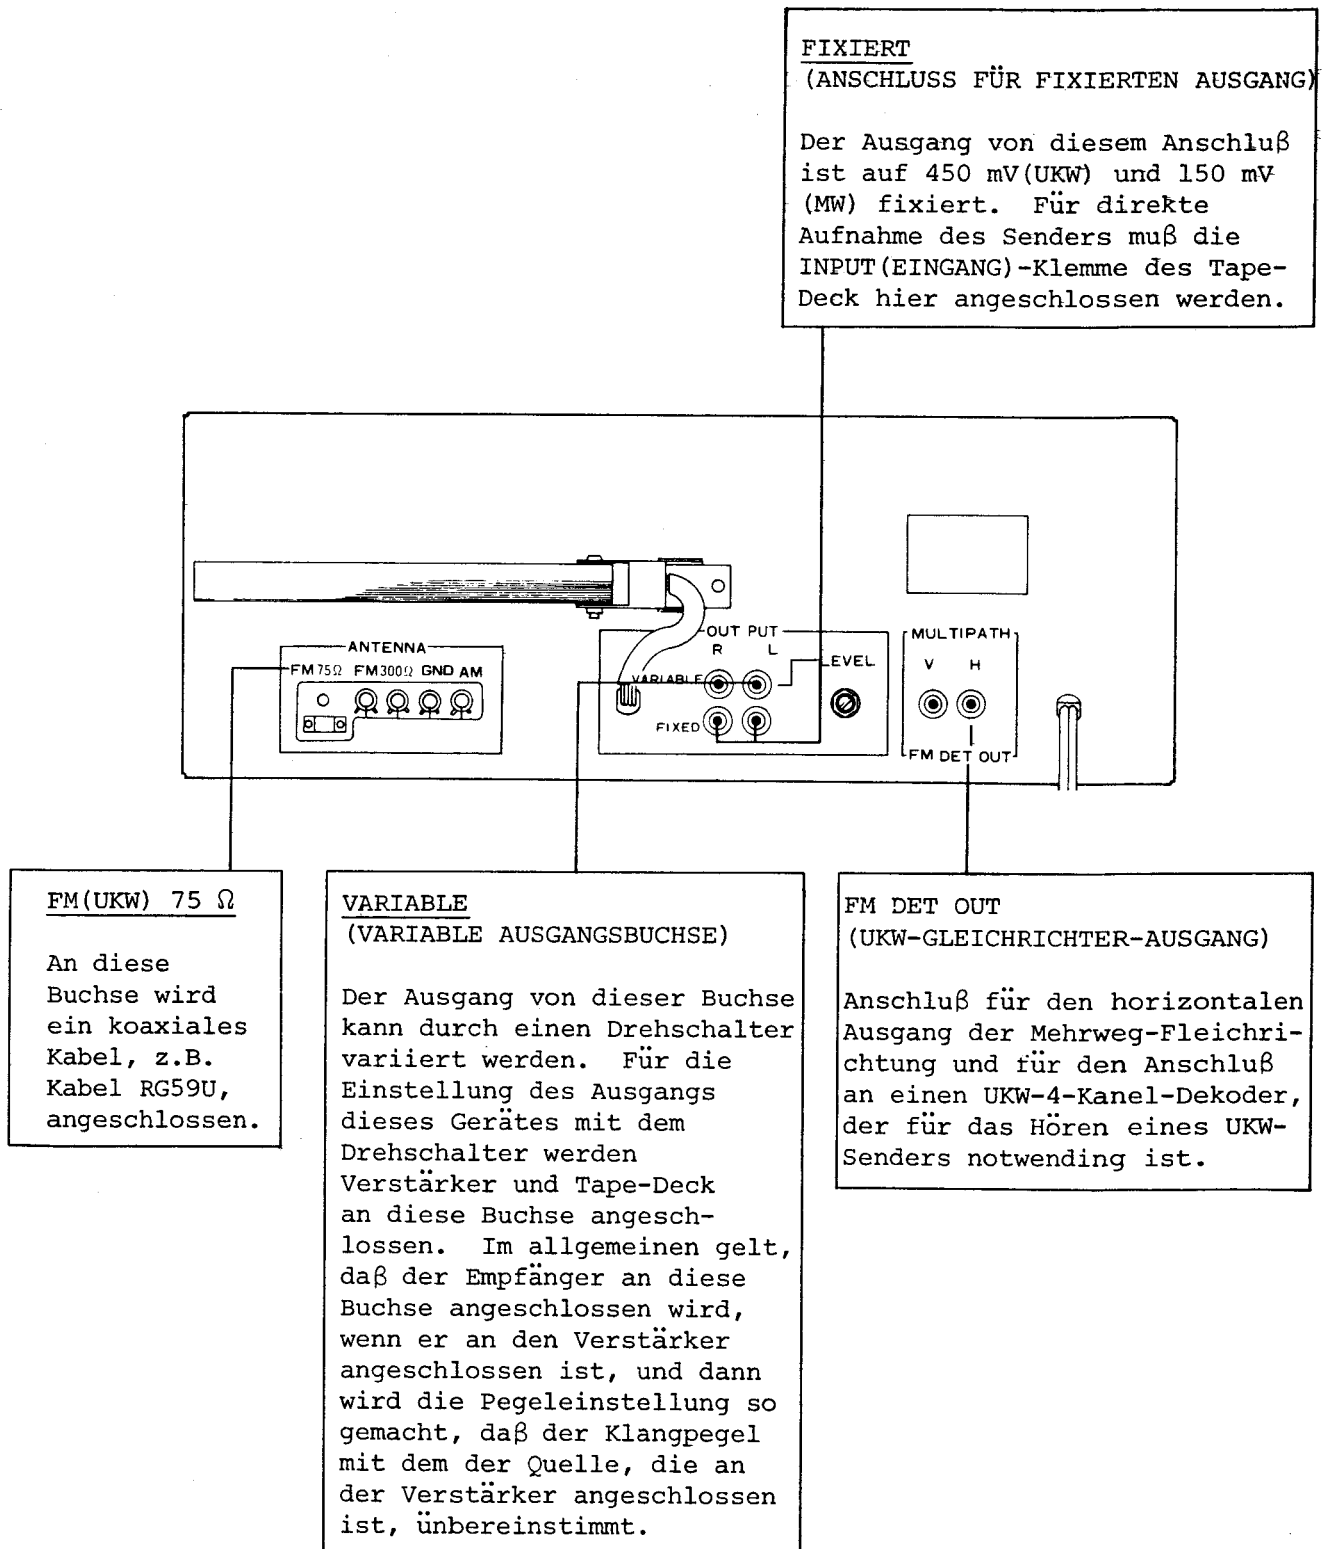 FIXIERT
(ANSCHLUSS FÜR FIXIERTEN AUSGANG)
Der Ausgang von diesem Anschluß
ist auf 450 mV(UKW) und 150 mV
(MW) fixiert. Für direkte
Aufnahme des Senders muß die
INPUT(EINGANG)-Klemme des Tape-
Deck hier angeschlossen werden.
ANTENNA
FM 75Ω FM 300Ω GND AM
OUT PUT
R L
VARIABLE
LEVEL
FIXED
MULTIPATH
V H
FM DET OUT
FM(UKW) 75 Ω
An diese
Buchse wird
ein koaxiales
Kabel, z.B.
Kabel RG59U,
angeschlossen.
VARIABLE
(VARIABLE AUSGANGSBUCHSE)
Der Ausgang von dieser Buchse
kann durch einen Drehschalter
variiert werden. Für die
Einstellung des Ausgangs
dieses Gerätes mit dem
Drehschalter werden
Verstärker und Tape-Deck
an diese Buchse angesch-
lossen. Im allgemeinen gelt,
daß der Empfänger an diese
Buchse angeschlossen wird,
wenn er an den Verstärker
angeschlossen ist, und dann
wird die Pegeleinstellung so
gemacht, daß der Klangpegel
mit dem der Quelle, die an
der Verstärker angeschlossen
ist, ünbereinstimmt.
FM DET OUT
(UKW-GLEICHRICHTER-AUSGANG)
Anschluß für den horizontalen
Ausgang der Mehrweg-Fleichri-
chtung und für den Anschluß
an einen UKW-4-Kanel-Dekoder,
der für das Hören eines UKW-
Senders notwending ist.